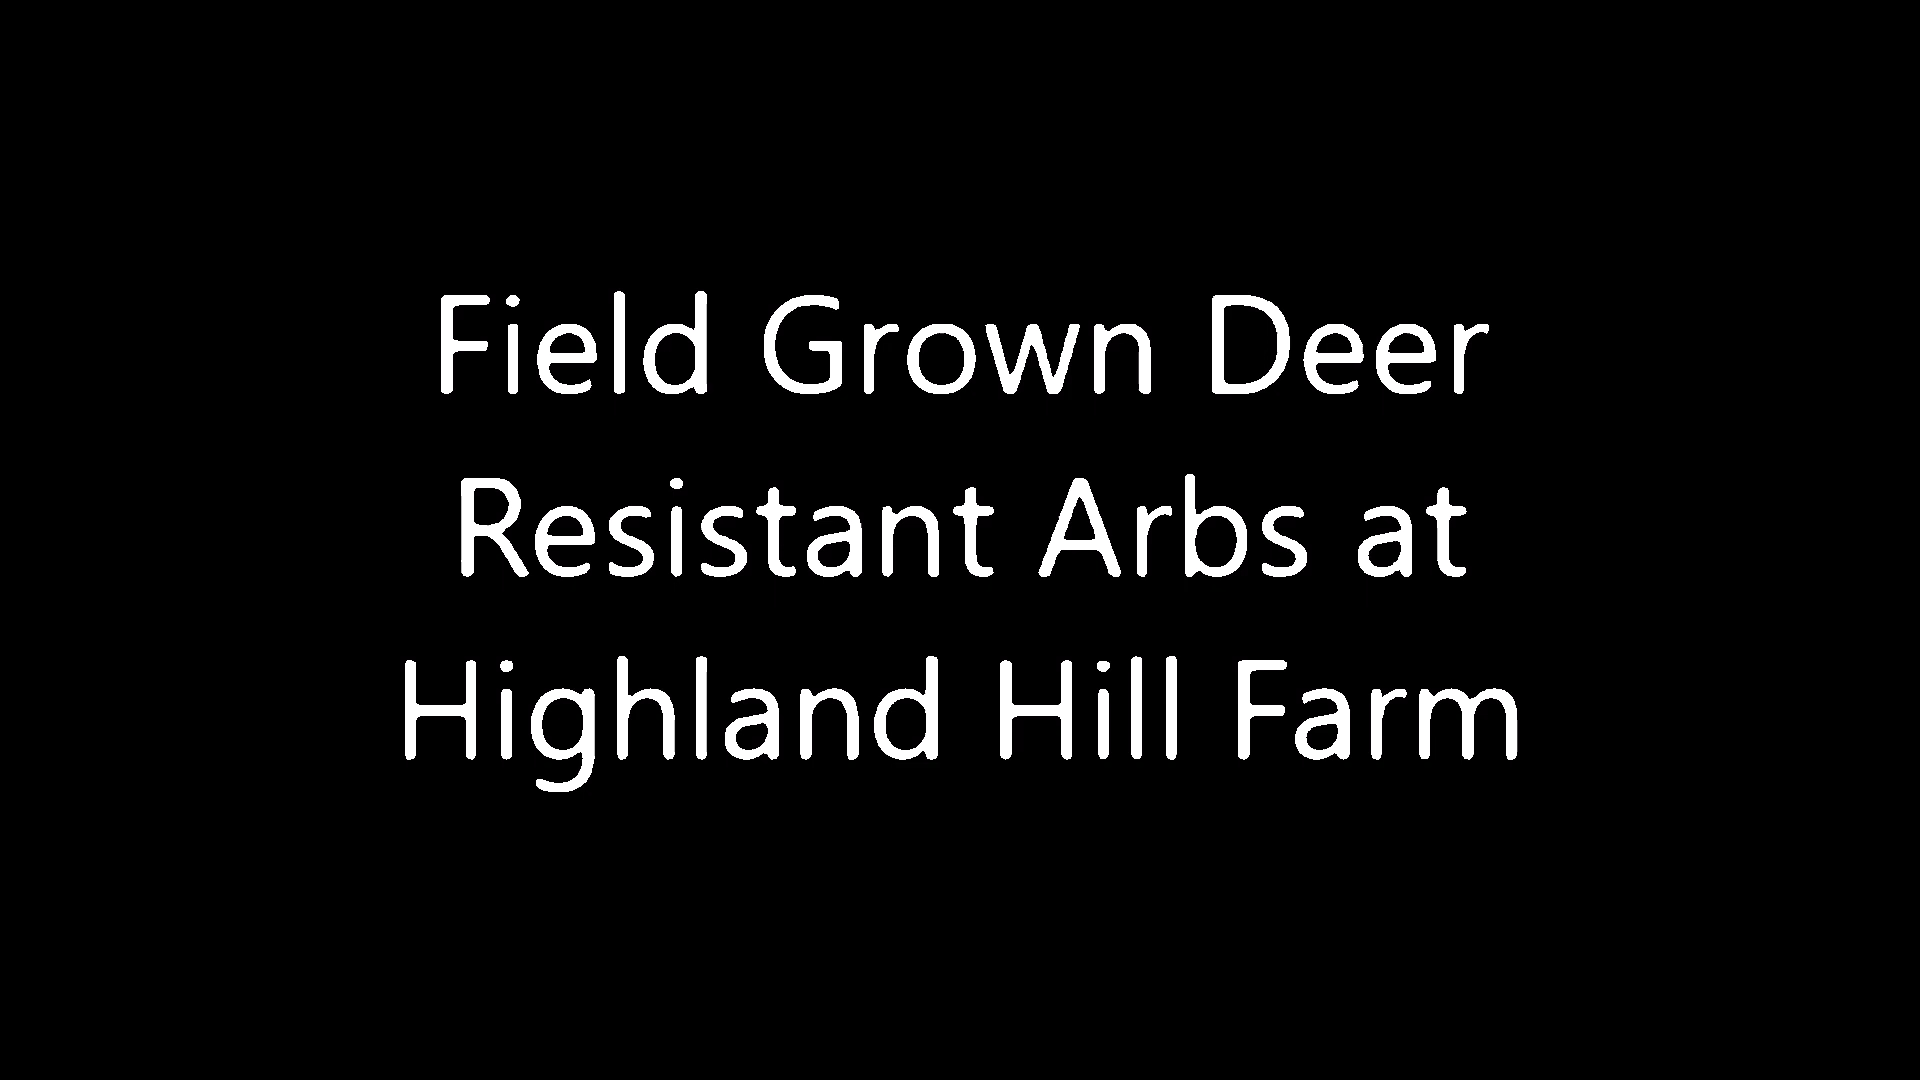 Field Grown Deer
Resistant Arbs at
Highland Hill Farm